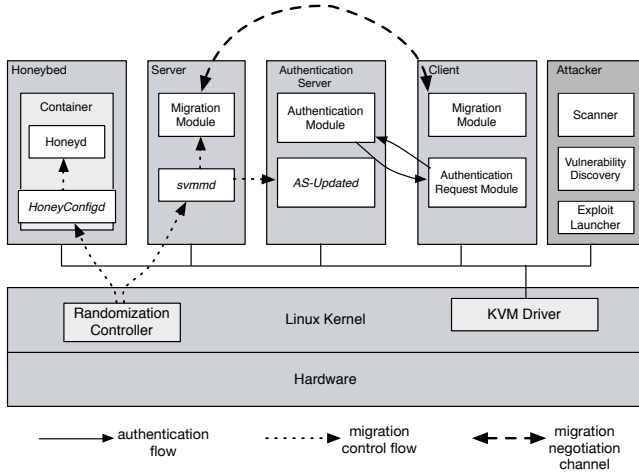 Honeybed
Container
Honeyd
HoneyConfigd
Server
Migration
Module
svmmd
Authentication
Server
Authentication
Module
AS-Updated
Client
Migration
Module
Authentication
Request Module
Attacker
Scanner
Vulnerability
Discovery
Exploit
Launcher
Randomization
Controller
Linux Kernel
KVM Driver
Hardware
authentication
flow
migration
control flow
migration
negotiation
channel